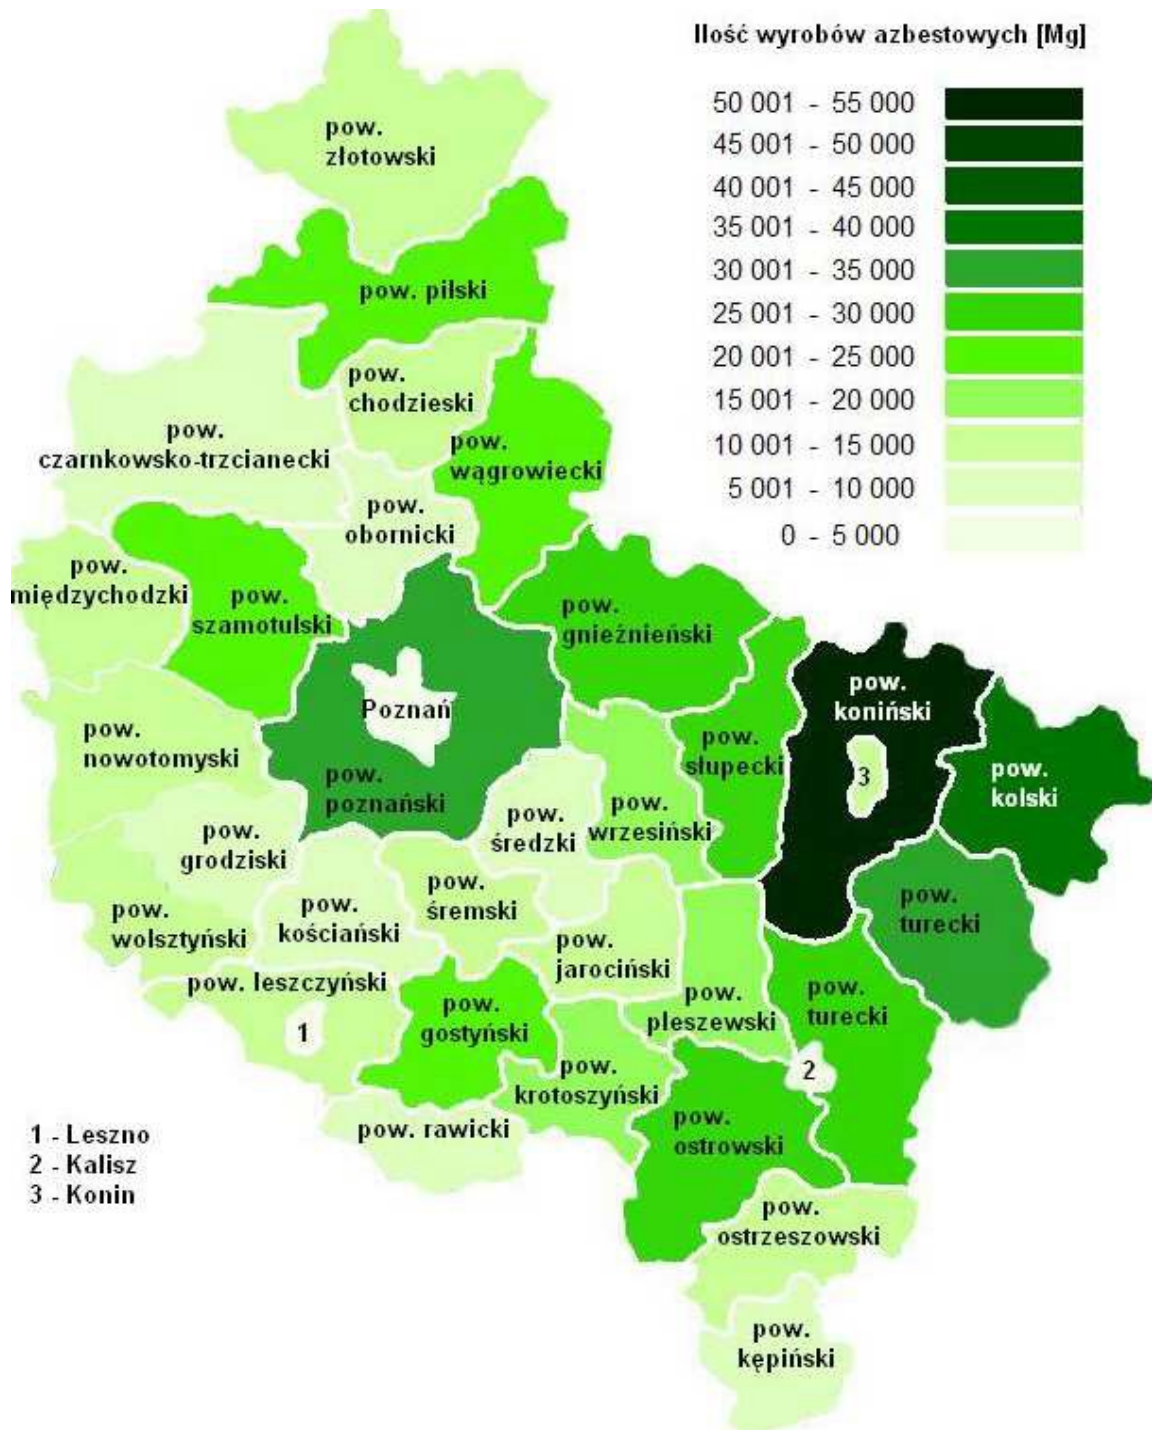 Ilość wyrobów azbestowych [Mg]
50 001 - 55 000
45 001 - 50 000
40 001 - 45 000
35 001 - 40 000
30 001 - 35 000
25 001 - 30 000
20 001 - 25 000
15 001 - 20 000
10 001 - 15 000
5 001 - 10 000
0 - 5 000
pow.
złotowski
pow. pilski
pow.
chodzieski
pow.
czarnkowsko-trzcianecki
pow.
wągrowiecki
pow.
obornicki
pow.
międzychodzki
pow.
szamotulski
pow.
gnieźnieński
pow.
koniński
Poznań
pow.
nowotomyski
pow.
słupecki
3
pow.
kolski
pow.
poznański
pow.
wrzesiński
pow.
średzki
pow.
grodziski
pow.
śremski
pow.
turecki
pow.
kościański
pow.
wolsztyński
pow.
jarociński
pow. leszczyński
pow.
turecki
pow.
pleszewski
pow.
gostyński
1
2
pow.
krotoszyński
pow.
ostrowski
pow. rawicki
1 - Leszno
2 - Kalisz
3 - Konin
pow.
ostrzeszowski
pow.
kępiński